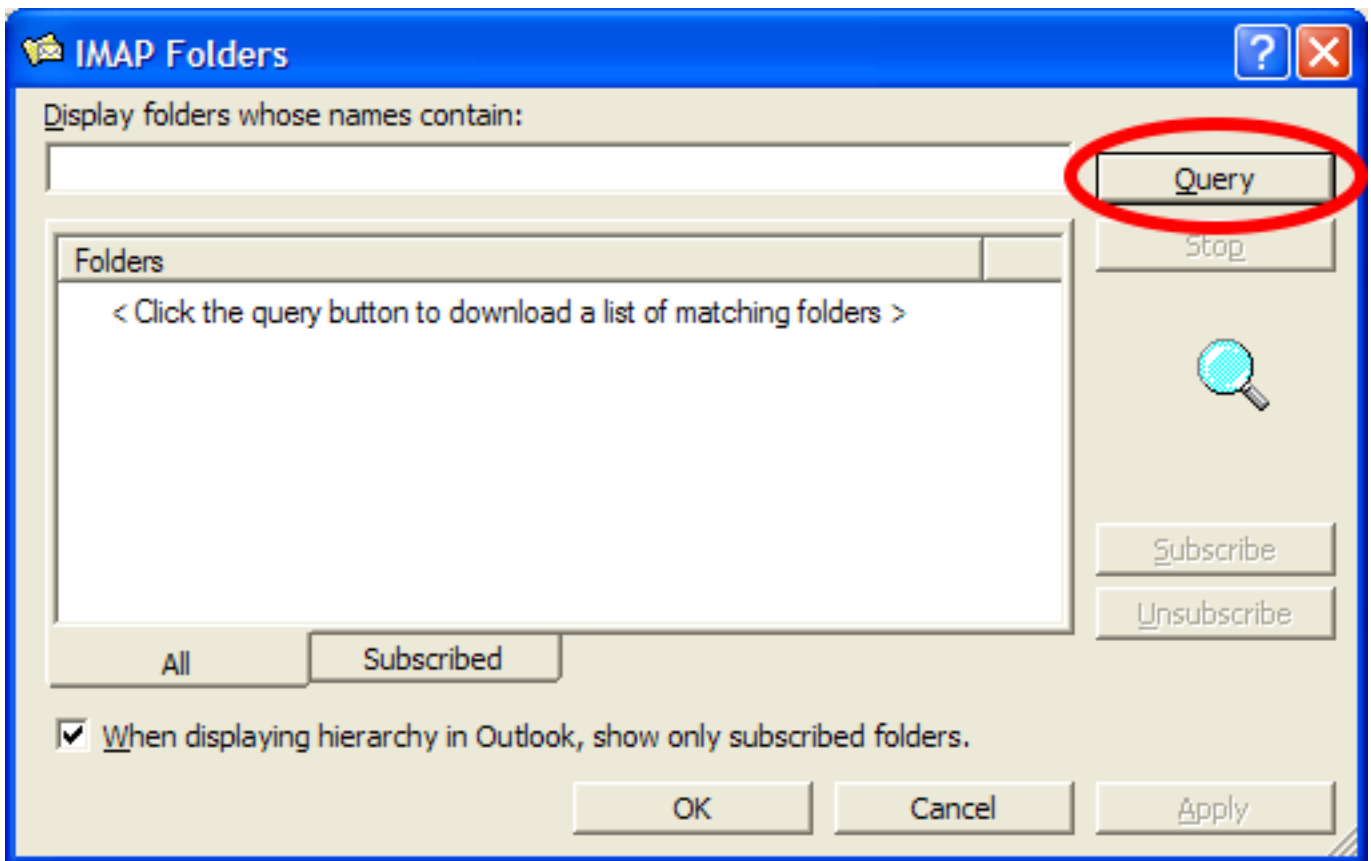 IMAP Folders
Display folders whose names contain:
Query
Stop
Folders
< Click the query button to download a list of matching folders >
Subscribe
Unsubscribe
All
Subscribed
When displaying hierarchy in Outlook, show only subscribed folders.
OK
Cancel
Apply